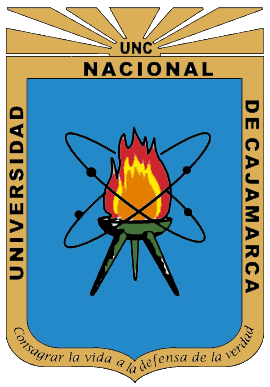 UNC
NACIONAL
UNIVERSIDAD
DE CAJAMARCA
Consagrar la vida a la defensa de la verdad